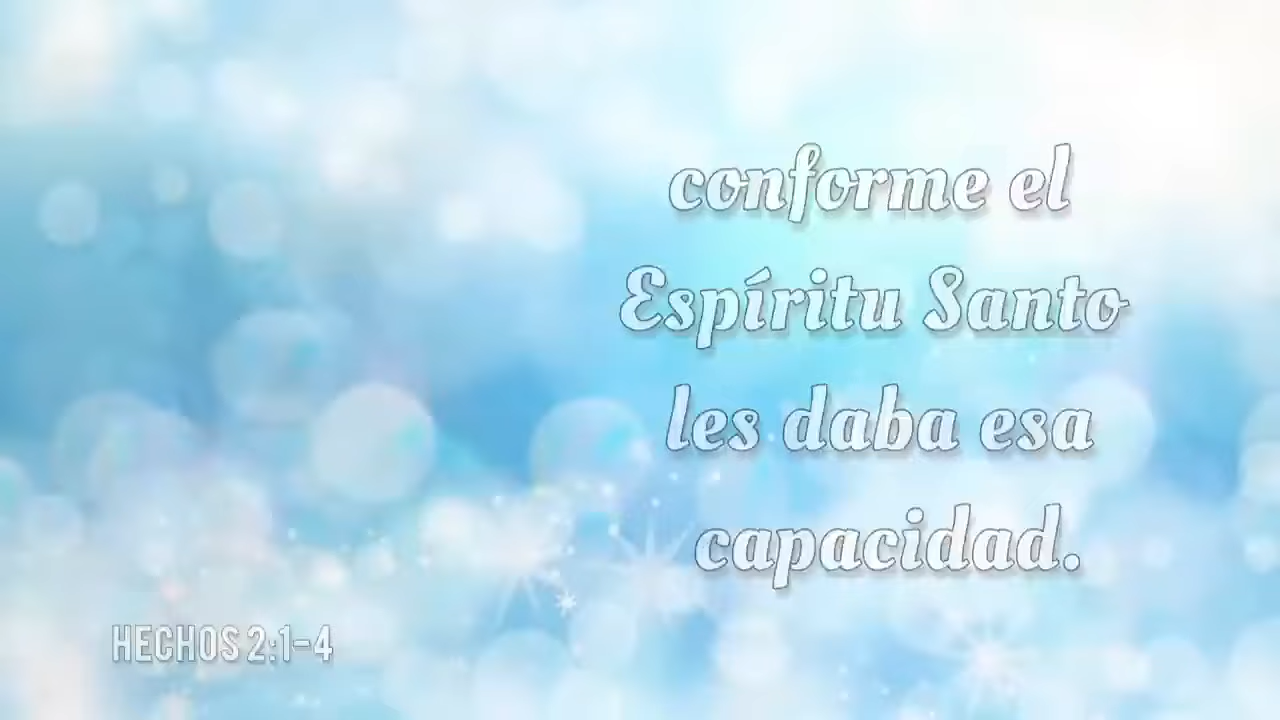 conforme el
Espíritu Santo
les daba esa
capacidad.
HECHOS 2:1-4